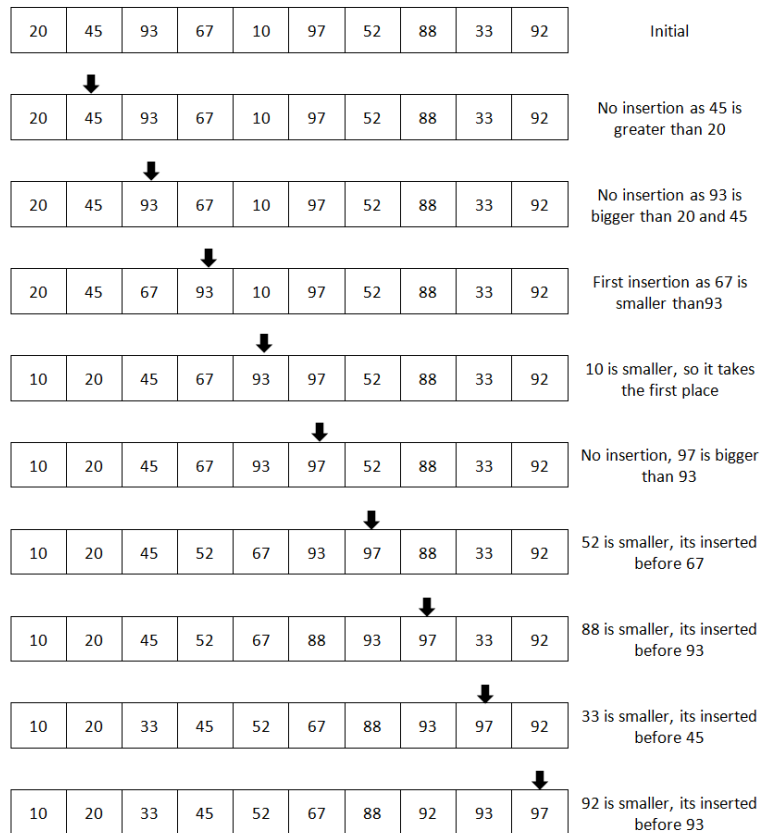 20 45 93 67 10 97 52 88 33 92 Initial
20 45 93 67 10 97 52 88 33 92
No insertion as 45 is
greater than 20
20 45 93 67 10 97 52 88 33 92
No insertion as 93 is
bigger than 20 and 45
20 45 67 93 10 97 52 88 33 92
First insertion as 67 is
smaller than93
10 20 45 67 93 97 52 88 33 92
10 is smaller, so it takes
the first place
10 20 45 67 93 97 52 88 33 92
No insertion, 97 is bigger
than 93
10 20 45 52 67 93 97 88 33 92
52 is smaller, its inserted
before 67
10 20 45 52 67 88 93 97 33 92
88 is smaller, its inserted
before 93
10 20 33 45 52 67 88 93 97 92
33 is smaller, its inserted
before 45
10 20 33 45 52 67 88 92 93 97
92 is smaller, its inserted
before 93